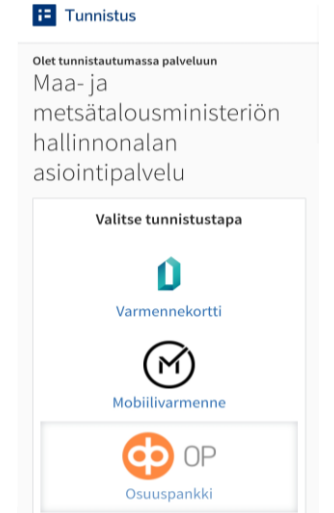 Tunnistus
Olet tunnistautumassa palveluun
Maa- ja
metsätalousministeriön
hallinnonalan
asiointipalvelu
Valitse tunnistustapa
Varmennekortti
Mobiilivarmenne
OP
Osuuspankki